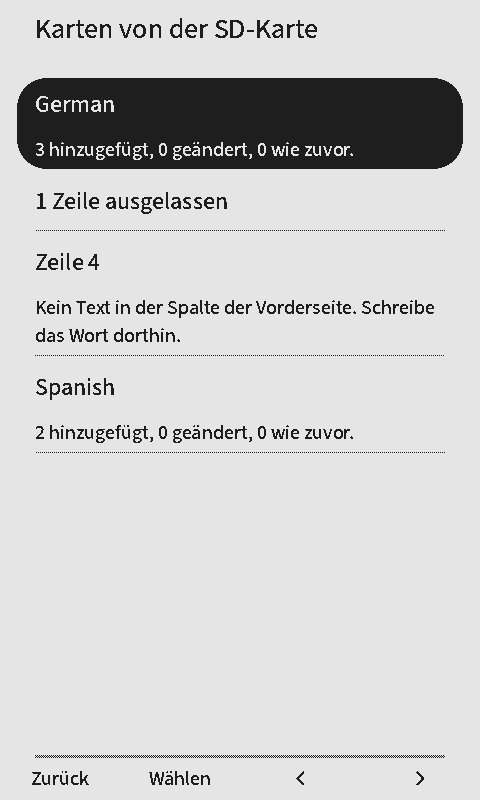 Karten von der SD-Karte
German
3 hinzugefügt, 0 geändert, 0 wie zuvor.
1 Zeile ausgelassen
Zeile 4
Kein Text in der Spalte der Vorderseite. Schreibe
das Wort dorthin.
Spanish
2 hinzugefügt, 0 geändert, 0 wie zuvor.
Zurück Wählen < >